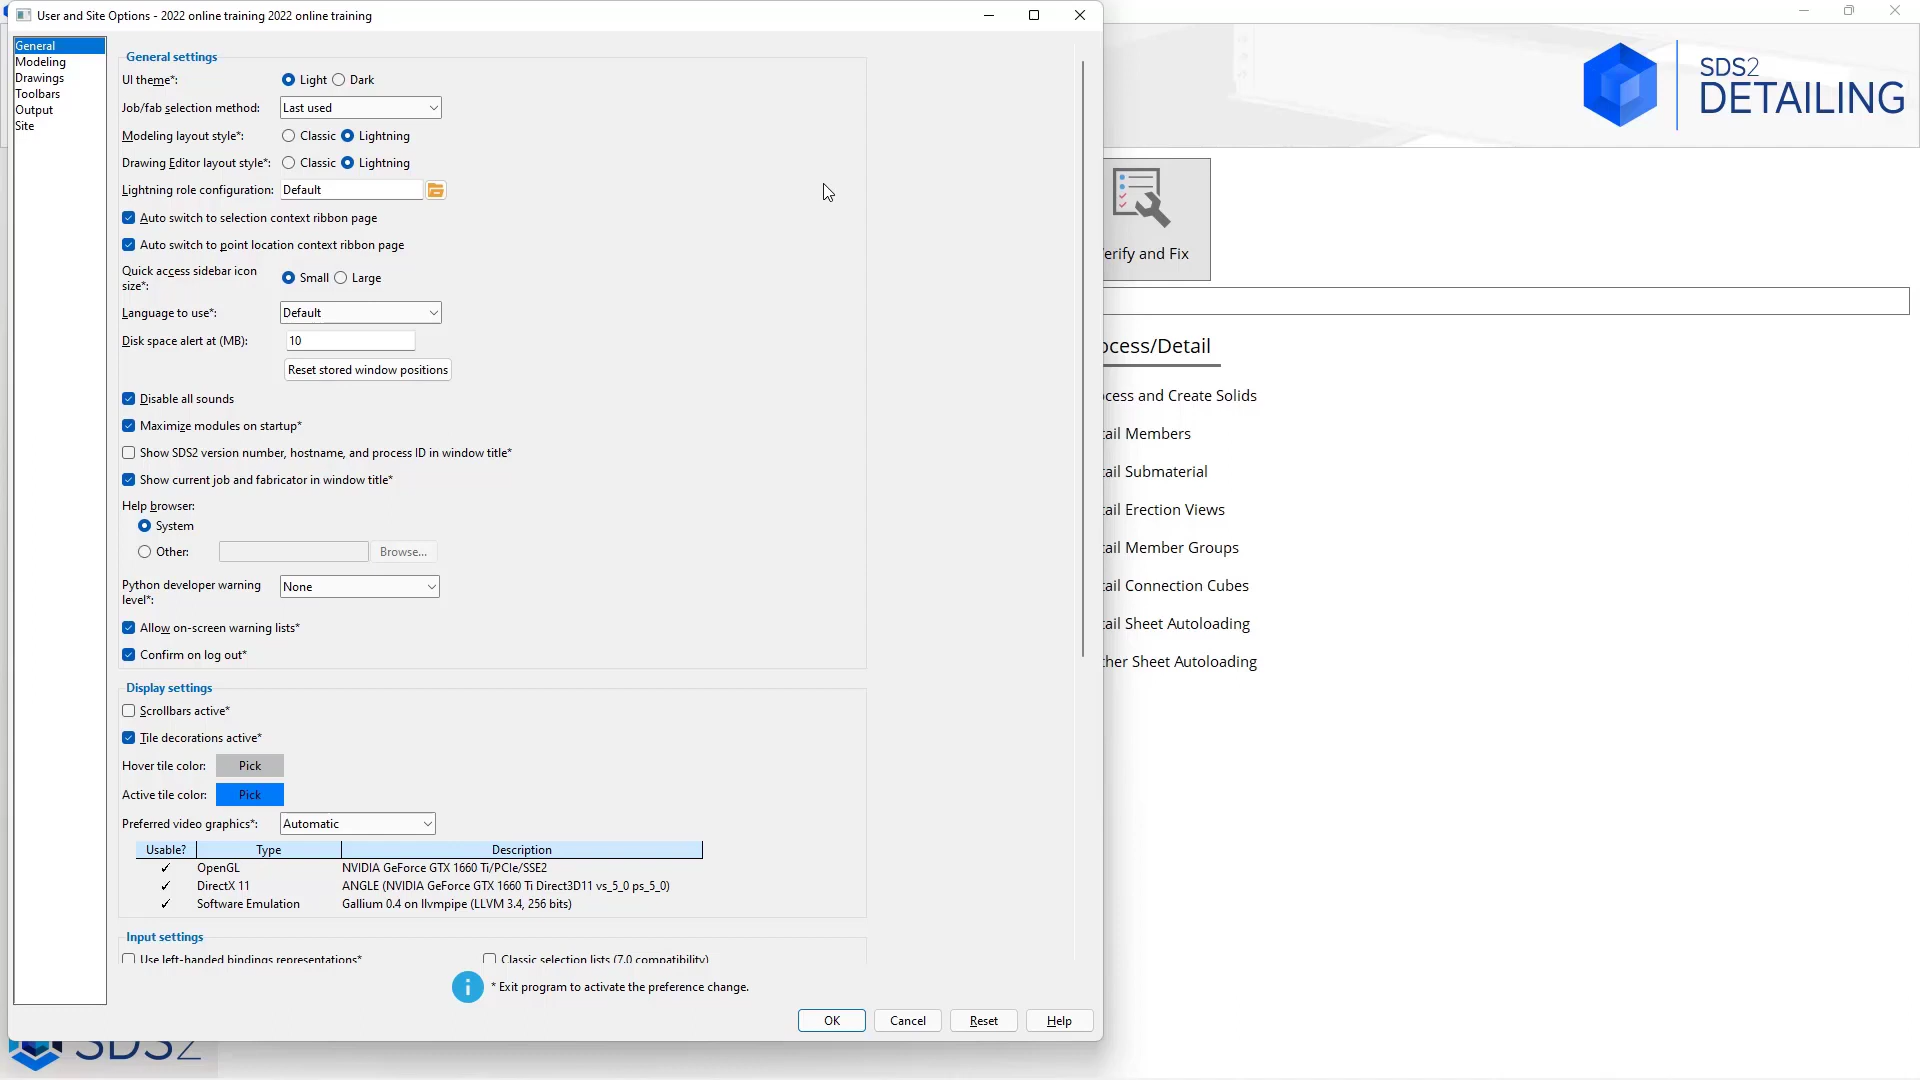 User and Site Options - 2022 online training 2022 online training
General
Modeling
Drawings
Toolbars
Output
Site
General settings
UI theme*: Light Dark
Job/fab selection method: Last used
Modeling layout style*: Classic Lightning
Drawing Editor layout style*: Classic Lightning
Lightning role configuration: Default
Auto switch to selection context ribbon page
Auto switch to point location context ribbon page
Quick access sidebar icon
size*: Small Large
Language to use*: Default
Disk space alert at (MB): 10
Reset stored window positions
Disable all sounds
Maximize modules on startup*
Show SDS2 version number, hostname, and process ID in window title*
Show current job and fabricator in window title*
Help browser:
System
Other: Browse...
Python developer warning
level*: None
Allow on-screen warning lists*
Confirm on log out*
Display settings
Scrollbars active*
Tile decorations active*
Hover tile color: Pick
Active tile color: Pick
Preferred video graphics*: Automatic
Usable? Type Description
✓ OpenGL NVIDIA GeForce GTX 1660 Ti/PCIe/SSE2
✓ DirectX 11 ANGLE (NVIDIA GeForce GTX 1660 Ti Direct3D11 vs_5_0 ps_5_0)
✓ Software Emulation Gallium 0.4 on llvmpipe (LLVM 3.4, 256 bits)
Input settings
Use left-handed bindings representations* Classic selection lists (7.0 compatibility)
* Exit program to activate the preference change.
OK Cancel Reset Help
SDS2
DETAILING
erify and Fix
ocess/Detail
ocess and Create Solids
tail Members
tail Submaterial
tail Erection Views
tail Member Groups
tail Connection Cubes
tail Sheet Autoloading
ther Sheet Autoloading
SDS2